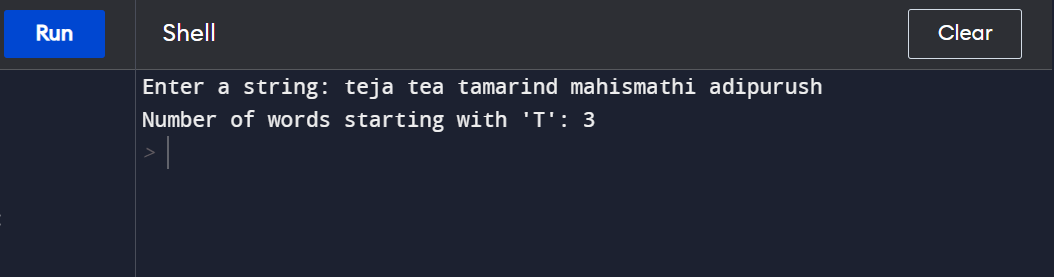 Run Shell Clear
Enter a string: teja tea tamarind mahismathi adipurush
Number of words starting with 'T': 3
>